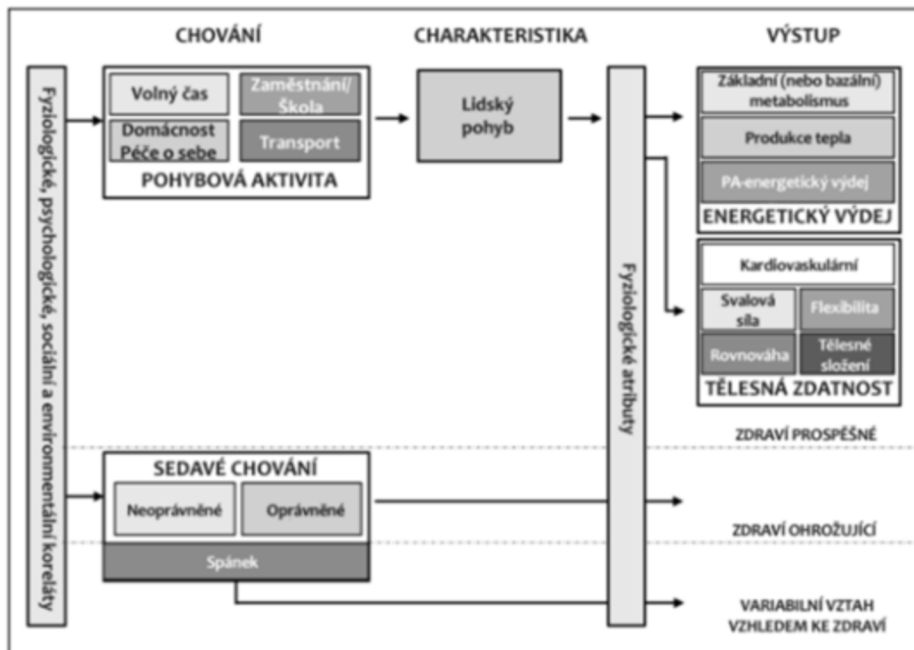 CHOVÁNÍ
CHARAKTERISTIKA
VÝSTUP
Fyziologické, psychologické, sociální a environmentální koreláty
Volný čas
Zaměstnání/
Škola
Domácnost
Péče o sebe
Transport
POHYBOVÁ AKTIVITA
Lidský
pohyb
Fyziologické atributy
Základní (nebo bazální)
metabolismus
Produkce tepla
PA-energetický výdej
ENERGETICKÝ VÝDEJ
Kardiovaskulární
Svalová
síla
Flexibilita
Rovnováha
Tělesné
složení
TĚLESNÁ ZDATNOST
ZDRAVÍ PROSPĚŠNÉ
SEDAVÉ CHOVÁNÍ
Neoprávněné
Oprávněné
ZDRAVÍ OHROŽUJÍCÍ
Spánek
VARIABILNÍ VZTAH
VZHLEDEM KE ZDRAVÍ